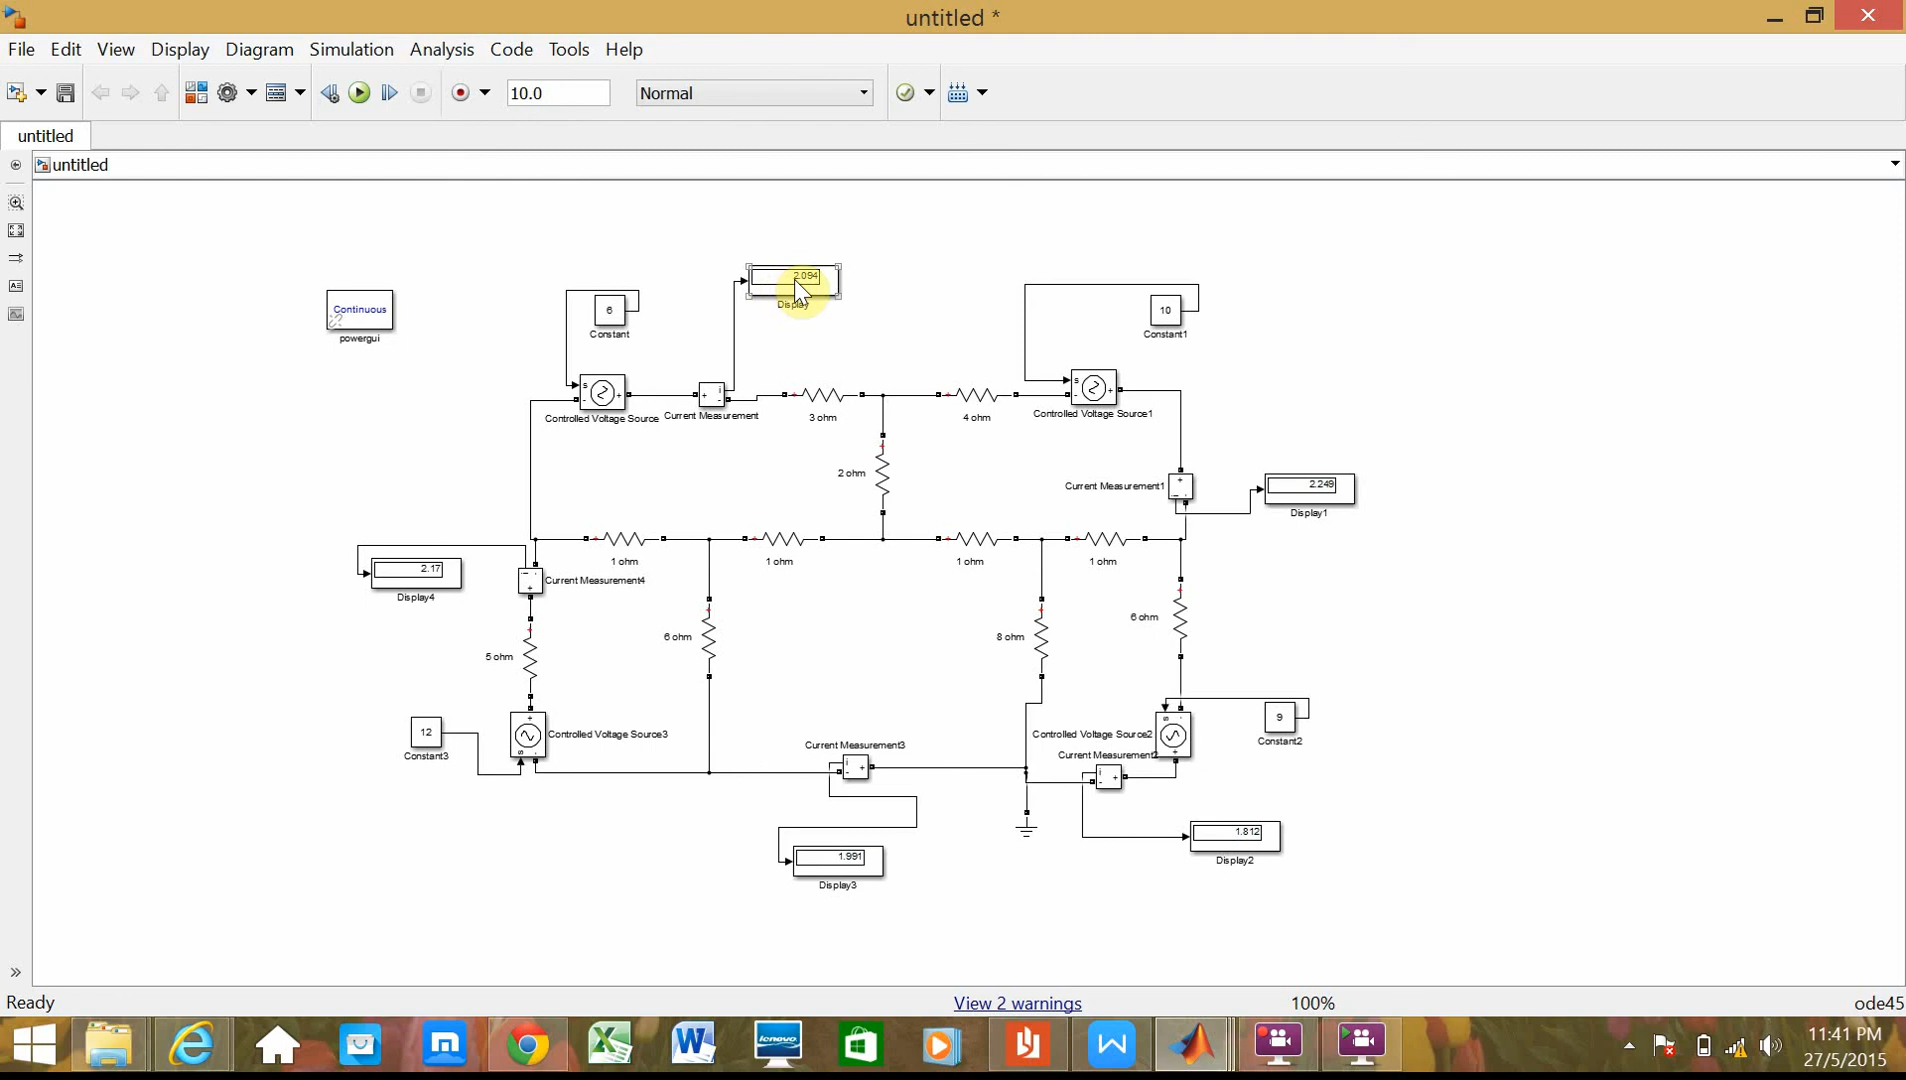 untitled *
File Edit View Display Diagram Simulation Analysis Code Tools Help
10.0
Normal
untitled
untitled
2.094
Display
Continuous
powergui
6
Constant
10
Constant1
s
+
-
Controlled Voltage Source
+
i
-
Current Measurement
3 ohm
4 ohm
s
+
-
Controlled Voltage Source1
2 ohm
Current Measurement1
+
2.249
Display1
1 ohm
1 ohm
1 ohm
1 ohm
2.17
Display4
+
Current Measurement4
5 ohm
6 ohm
8 ohm
6 ohm
12
Constant3
+
s
-
Controlled Voltage Source3
Current Measurement3
i
-
+
Controlled Voltage Source2
s
-
+
9
Constant2
Current Measurement2
i
-
+
1.991
Display3
1.812
Display2
Ready
View 2 warnings
100%
ode45
lenovo
11:41 PM
27/5/2015